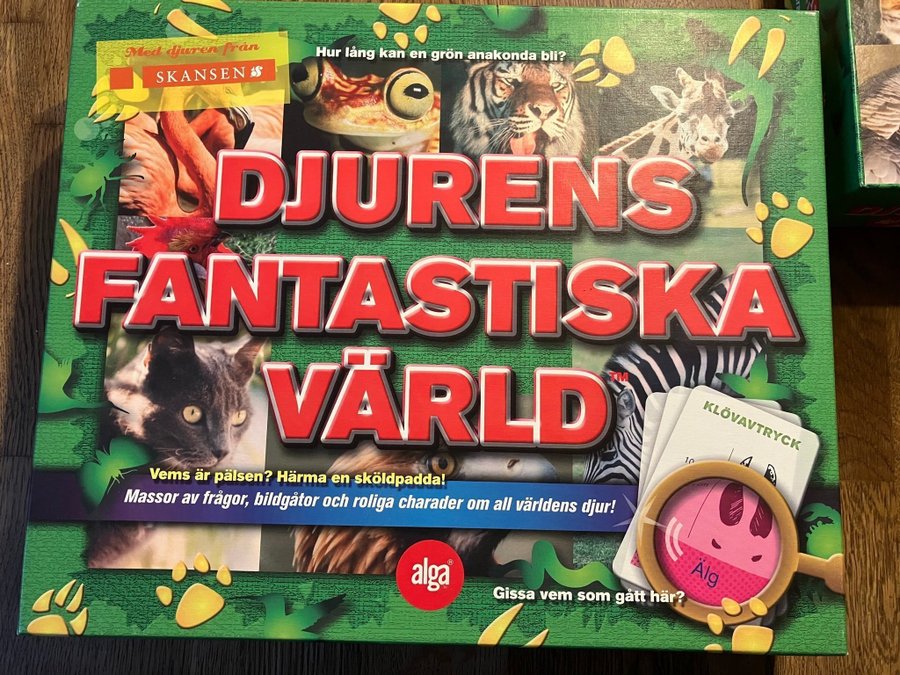 Med djuren från
SKANSEN
Hur lång kan en grön anakonda bli?
DJURENS
FANTASTISKA
VÄRLD™
KLÖVAVTRYCK
10
Vems är pälsen? Härma en sköldpadda!
Massor av frågor, bildgåtor och roliga charader om all världens djur!
Älg
alga®
Gissa vem som gått här?